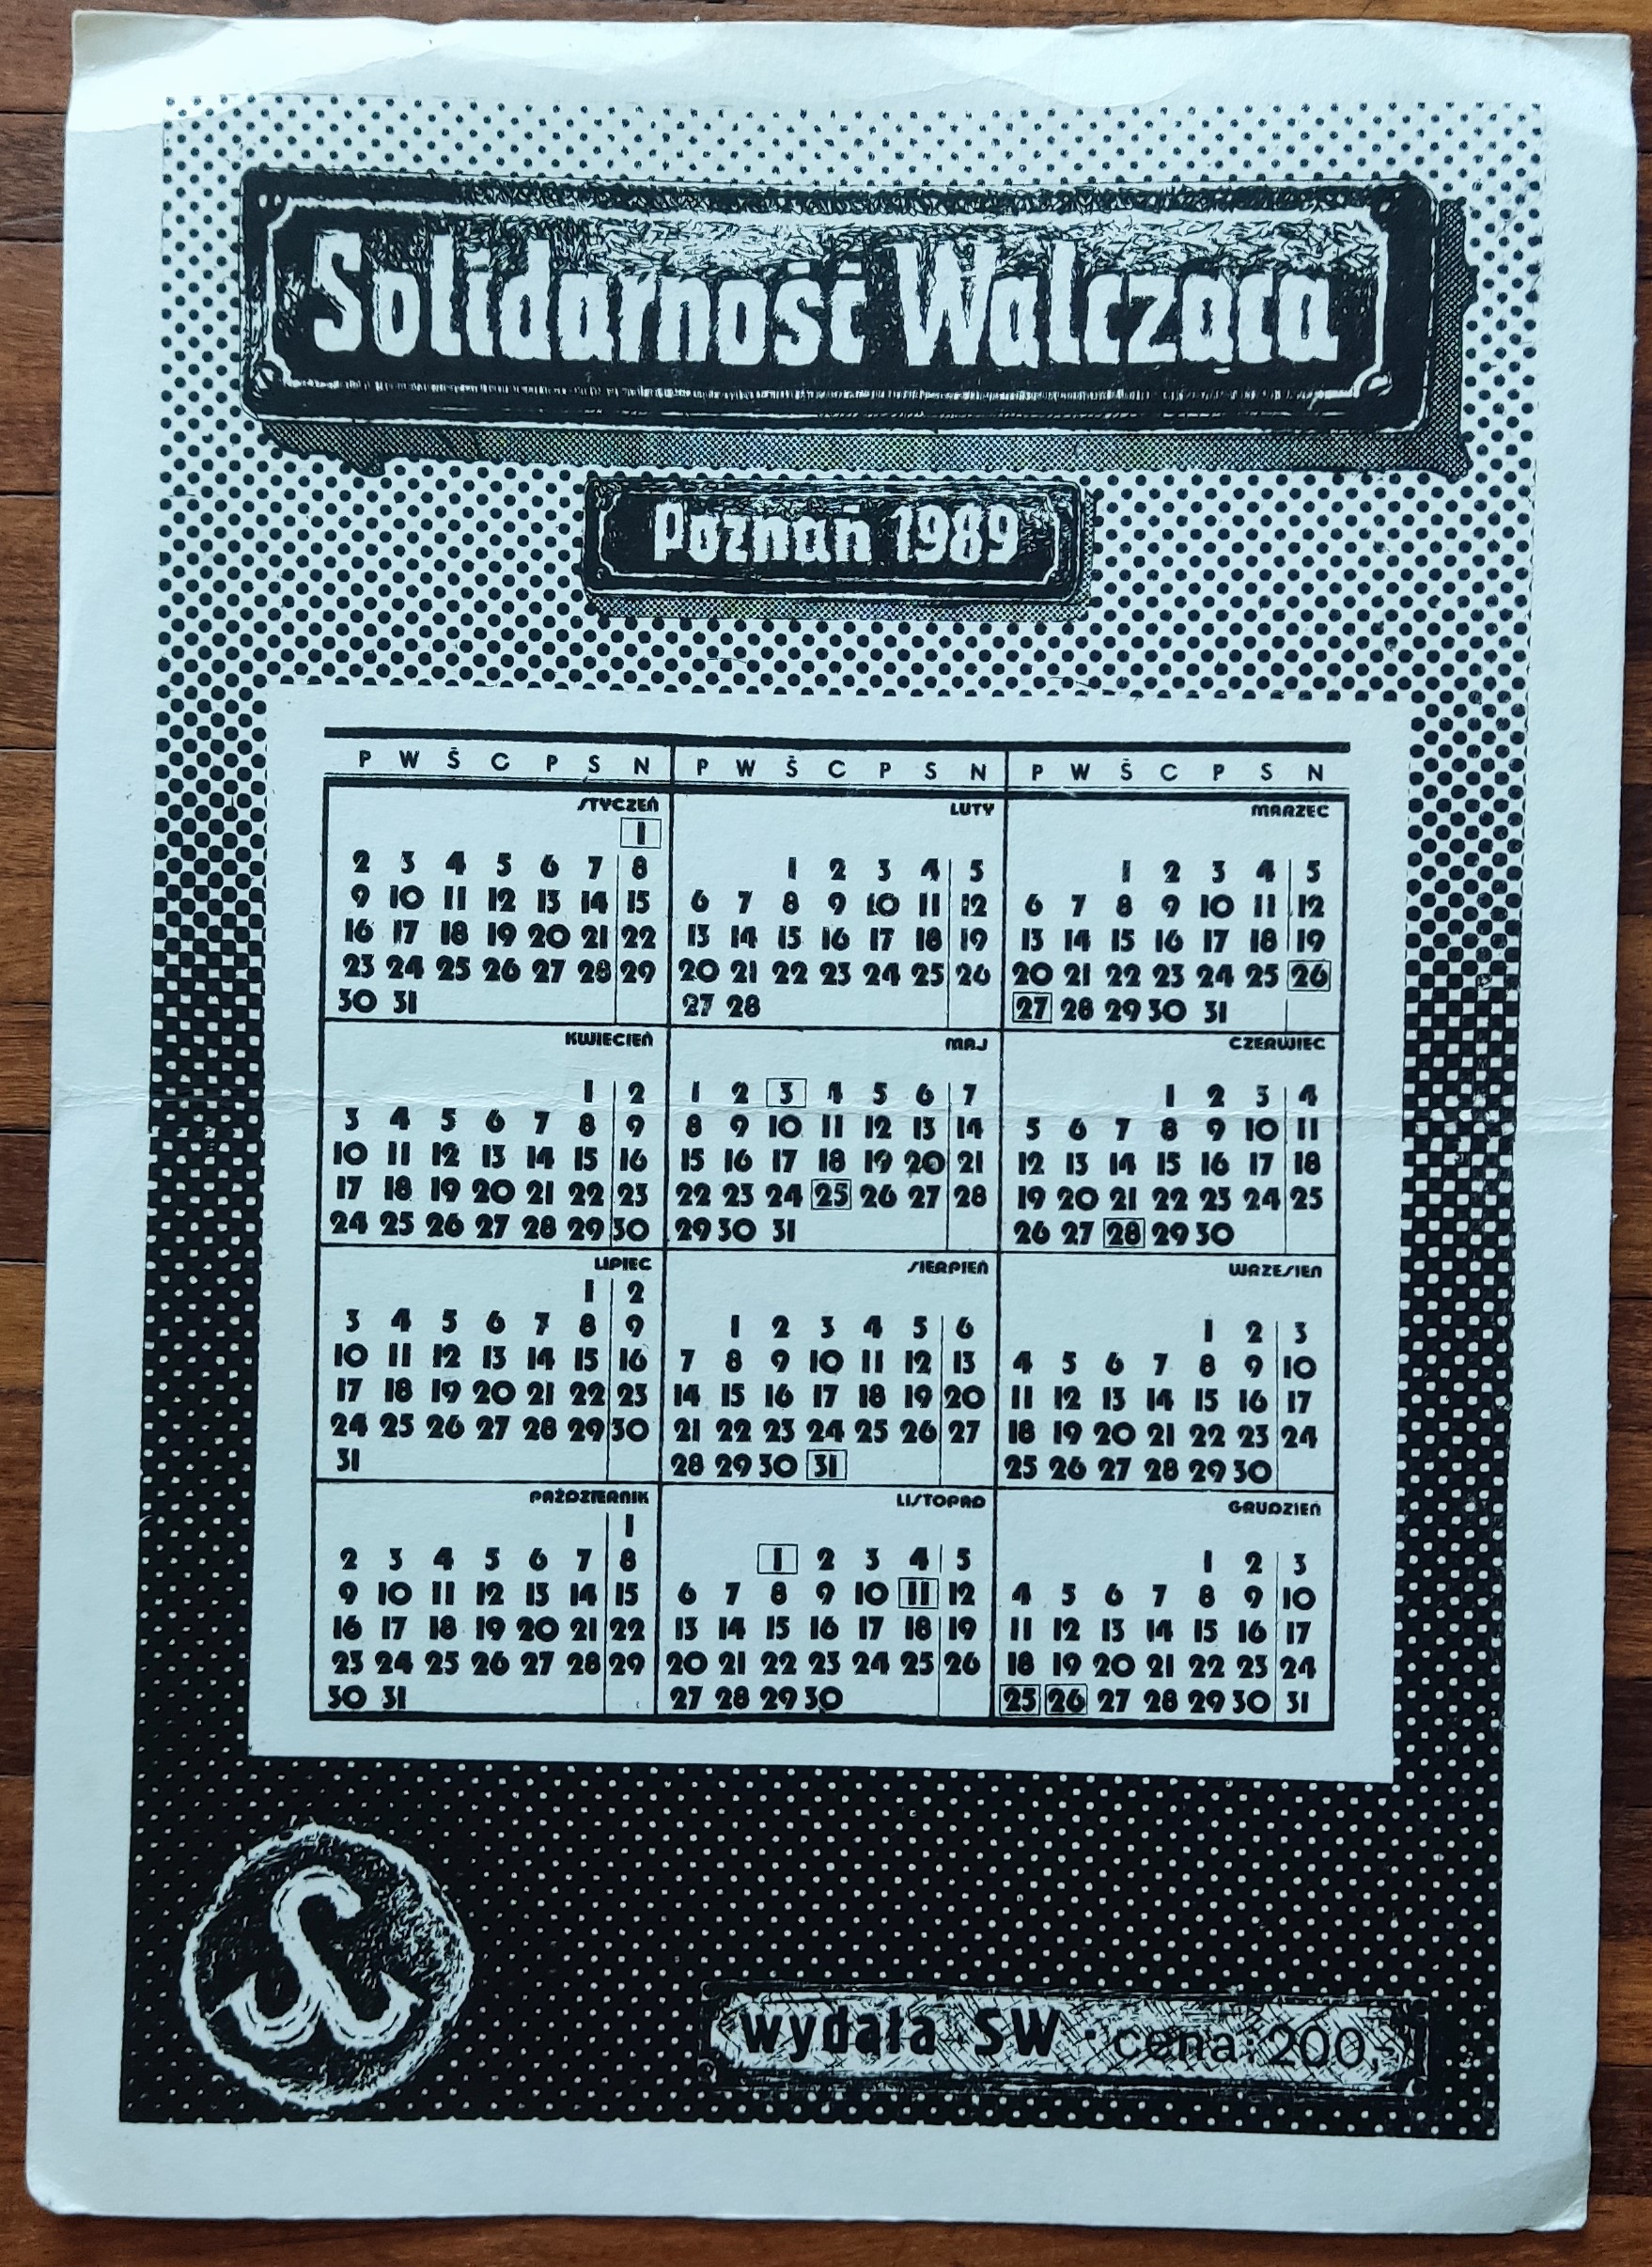 Solidarność Walcząca
Poznań 1989
P W Ś C P S N P W Ś C P S N P W Ś C P S N
STYCZEŃ
1
2 3 4 5 6 7 8
9 10 11 12 13 14 15
16 17 18 19 20 21 22
23 24 25 26 27 28 29
30 31
LUTY
1 2 3 4 5
6 7 8 9 10 11 12
13 14 15 16 17 18 19
20 21 22 23 24 25 26
27 28
MARZEC
1 2 3 4 5
6 7 8 9 10 11 12
13 14 15 16 17 18 19
20 21 22 23 24 25 26
27 28 29 30 31
KWIECIEŃ
1 2
3 4 5 6 7 8 9
10 11 12 13 14 15 16
17 18 19 20 21 22 23
24 25 26 27 28 29 30
MAJ
1 2 3 4 5 6 7
8 9 10 11 12 13 14
15 16 17 18 19 20 21
22 23 24 25 26 27 28
29 30 31
CZERWIEC
1 2 3 4
5 6 7 8 9 10 11
12 13 14 15 16 17 18
19 20 21 22 23 24 25
26 27 28 29 30
LIPIEC
1 2
3 4 5 6 7 8 9
10 11 12 13 14 15 16
17 18 19 20 21 22 23
24 25 26 27 28 29 30
31
SIERPIEŃ
1 2 3 4 5 6
7 8 9 10 11 12 13
14 15 16 17 18 19 20
21 22 23 24 25 26 27
28 29 30 31
WRZESIEŃ
1 2 3
4 5 6 7 8 9 10
11 12 13 14 15 16 17
18 19 20 21 22 23 24
25 26 27 28 29 30
PAŹDZIERNIK
1
2 3 4 5 6 7 8
9 10 11 12 13 14 15
16 17 18 19 20 21 22
23 24 25 26 27 28 29
30 31
LISTOPAD
1 2 3 4 5
6 7 8 9 10 11 12
13 14 15 16 17 18 19
20 21 22 23 24 25 26
27 28 29 30
GRUDZIEŃ
1 2 3
4 5 6 7 8 9 10
11 12 13 14 15 16 17
18 19 20 21 22 23 24
25 26 27 28 29 30 31
wydała SW · cena: 200,-